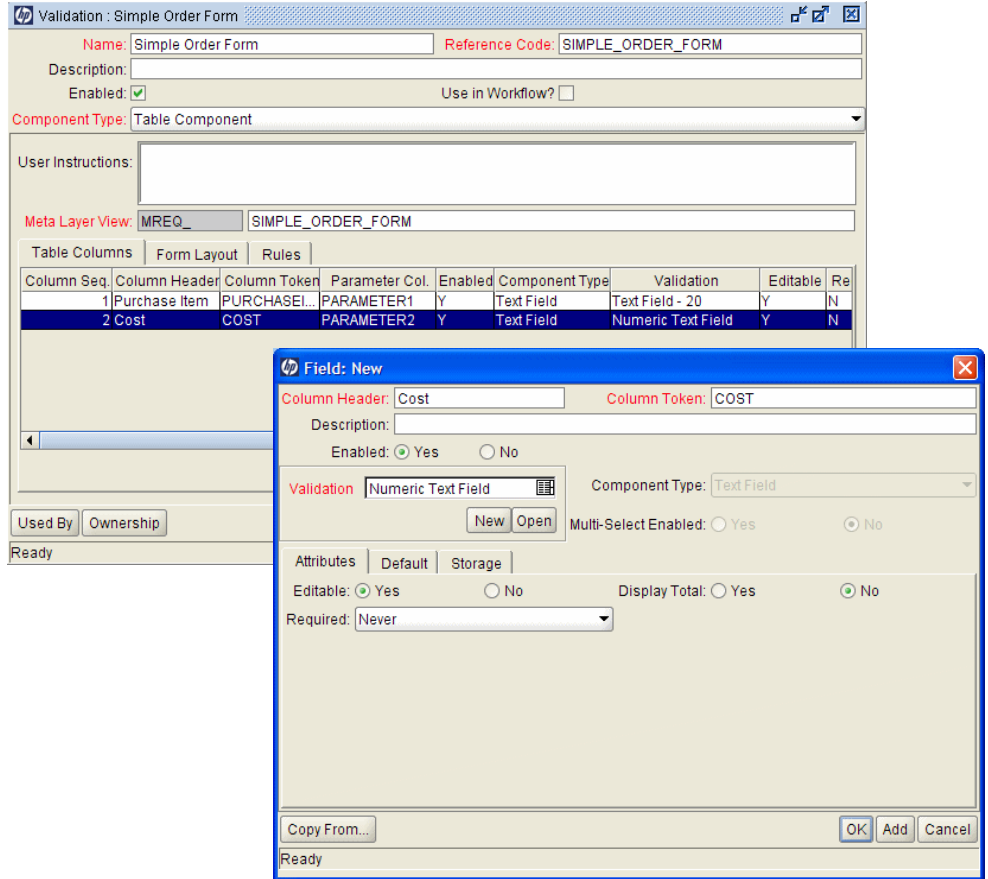 hp Validation : Simple Order Form
Name: Simple Order Form Reference Code: SIMPLE_ORDER_FORM
Description:
Enabled: Use in Workflow?
Component Type: Table Component
User Instructions:
Meta Layer View: MREQ_ SIMPLE_ORDER_FORM
Table Columns Form Layout Rules
Column Seq. Column Header Column Token Parameter Col. Enabled Component Type Validation Editable Re
1 Purchase Item PURCHASEI... PARAMETER1 Y Text Field Text Field - 20 Y N
2 Cost COST PARAMETER2 Y Text Field Numeric Text Field Y N
Used By Ownership
Ready
hp Field: New
Column Header: Cost Column Token: COST
Description:
Enabled: Yes No
Validation Numeric Text Field Component Type: Text Field
New Open Multi-Select Enabled: Yes No
Attributes Default Storage
Editable: Yes No Display Total: Yes No
Required: Never
Copy From... OK Add Cancel
Ready